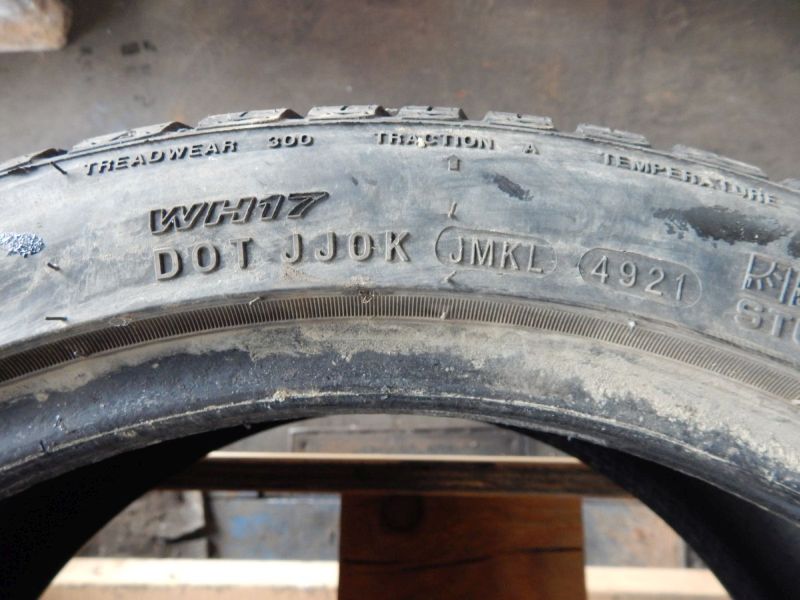 TREADWEAR 300 TRACTION A TEMPERATURE
WH17
DOT JJ0K JMKL 4921